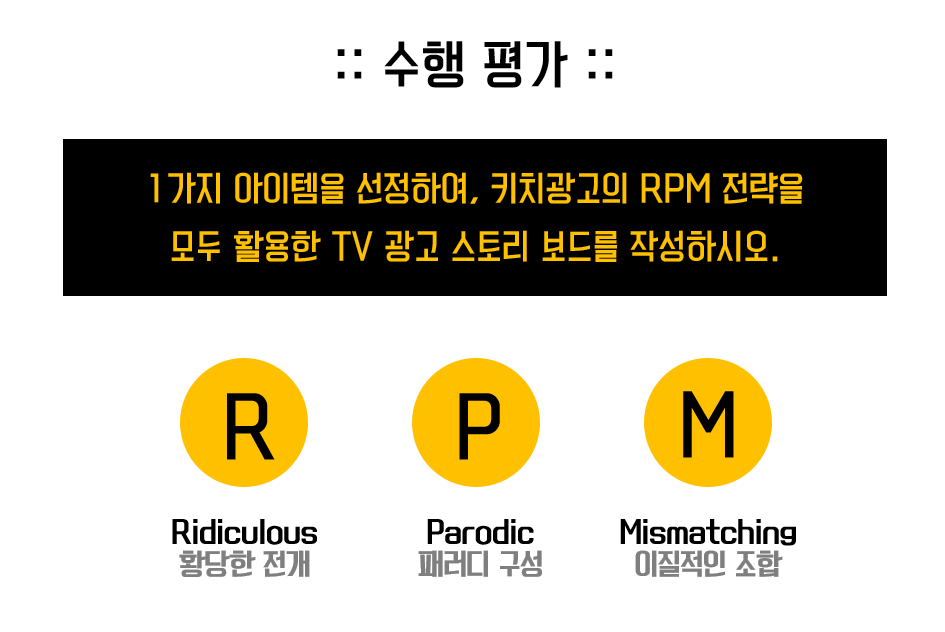 :: 수행 평가 ::
1가지 아이템을 선정하여, 키치광고의 RPM 전략을
모두 활용한 TV 광고 스토리 보드를 작성하시오.
R P M
Ridiculous Parodic Mismatching
황당한 전개 패러디 구성 이질적인 조합